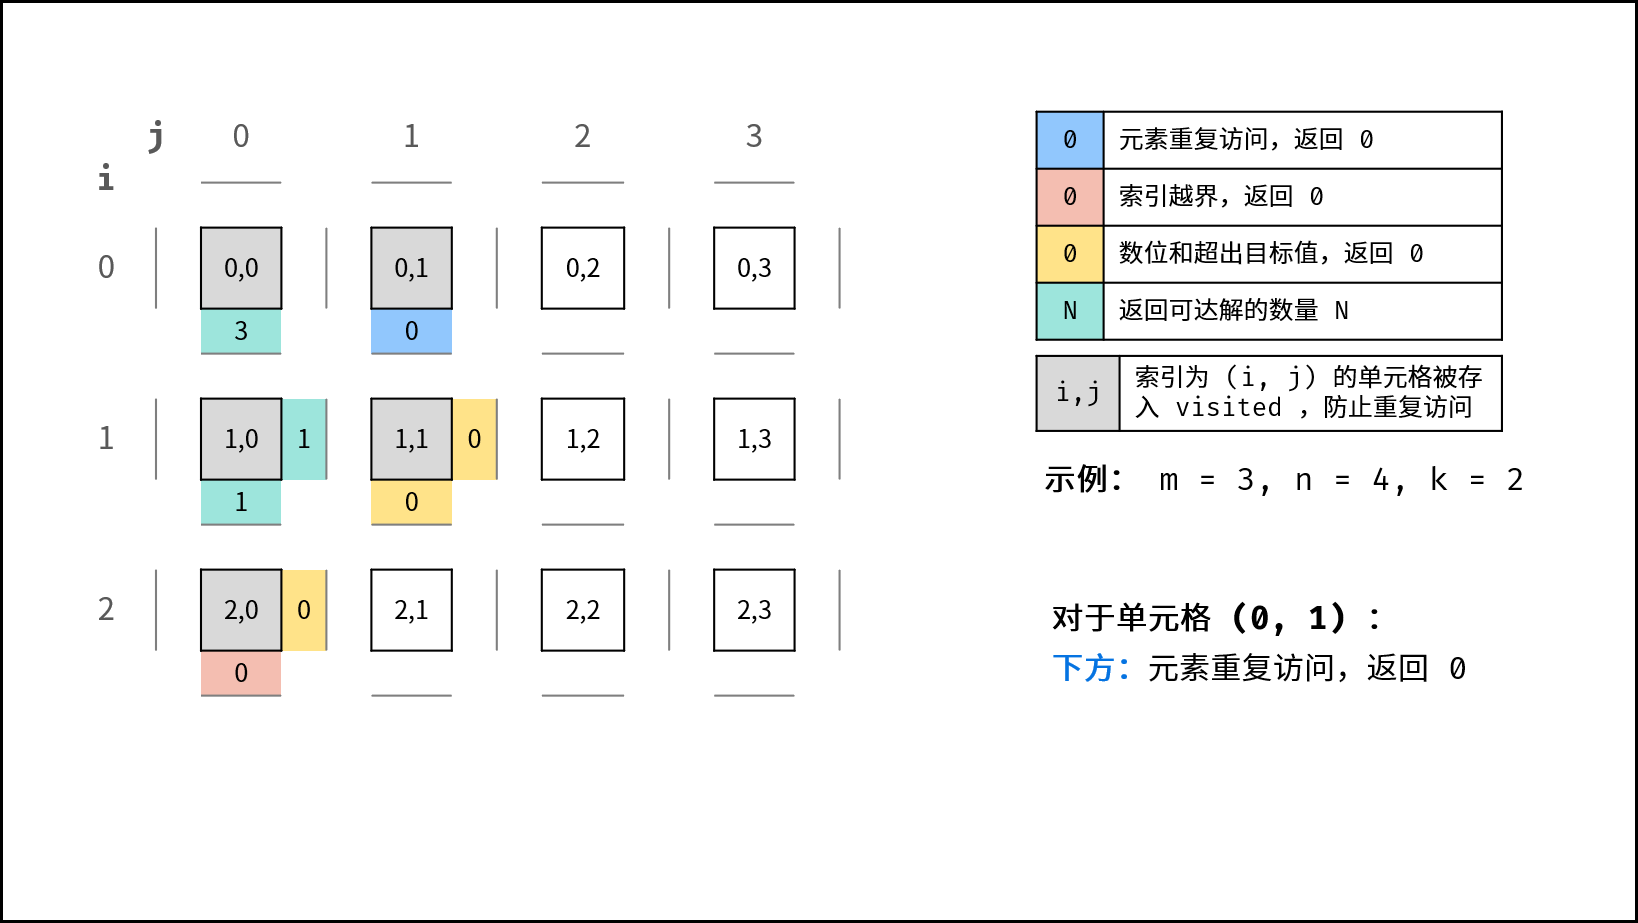 j 0 1 2 3
i
0 0,0 0,1 0,2 0,3
3 0
1 1,0 1 1,1 0 1,2 1,3
1 0
2 2,0 0 2,1 2,2 2,3
0
0 元素重复访问，返回 0
0 索引越界，返回 0
0 数位和超出目标值，返回 0
N 返回可达解的数量 N
i,j 索引为 (i, j) 的单元格被存
入 visited ，防止重复访问
示例： m = 3, n = 4, k = 2
对于单元格 (0, 1) ：
下方：元素重复访问，返回 0